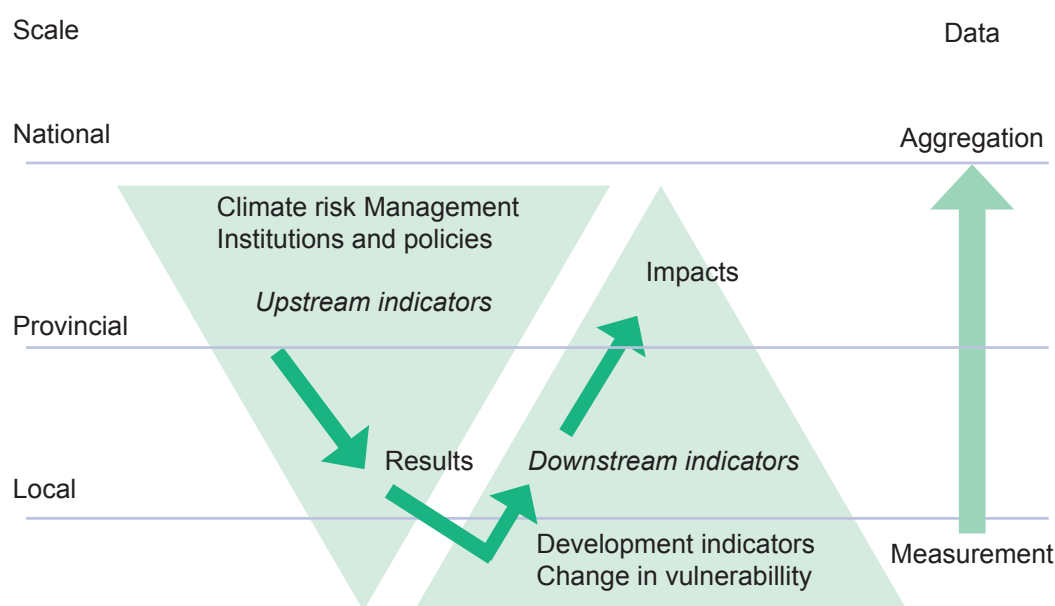 Scale
Data
National
Aggregation
Climate risk Management
Institutions and policies
Impacts
Upstream indicators
Provincial
Results
Downstream indicators
Local
Development indicators
Change in vulnerabillity
Measurement